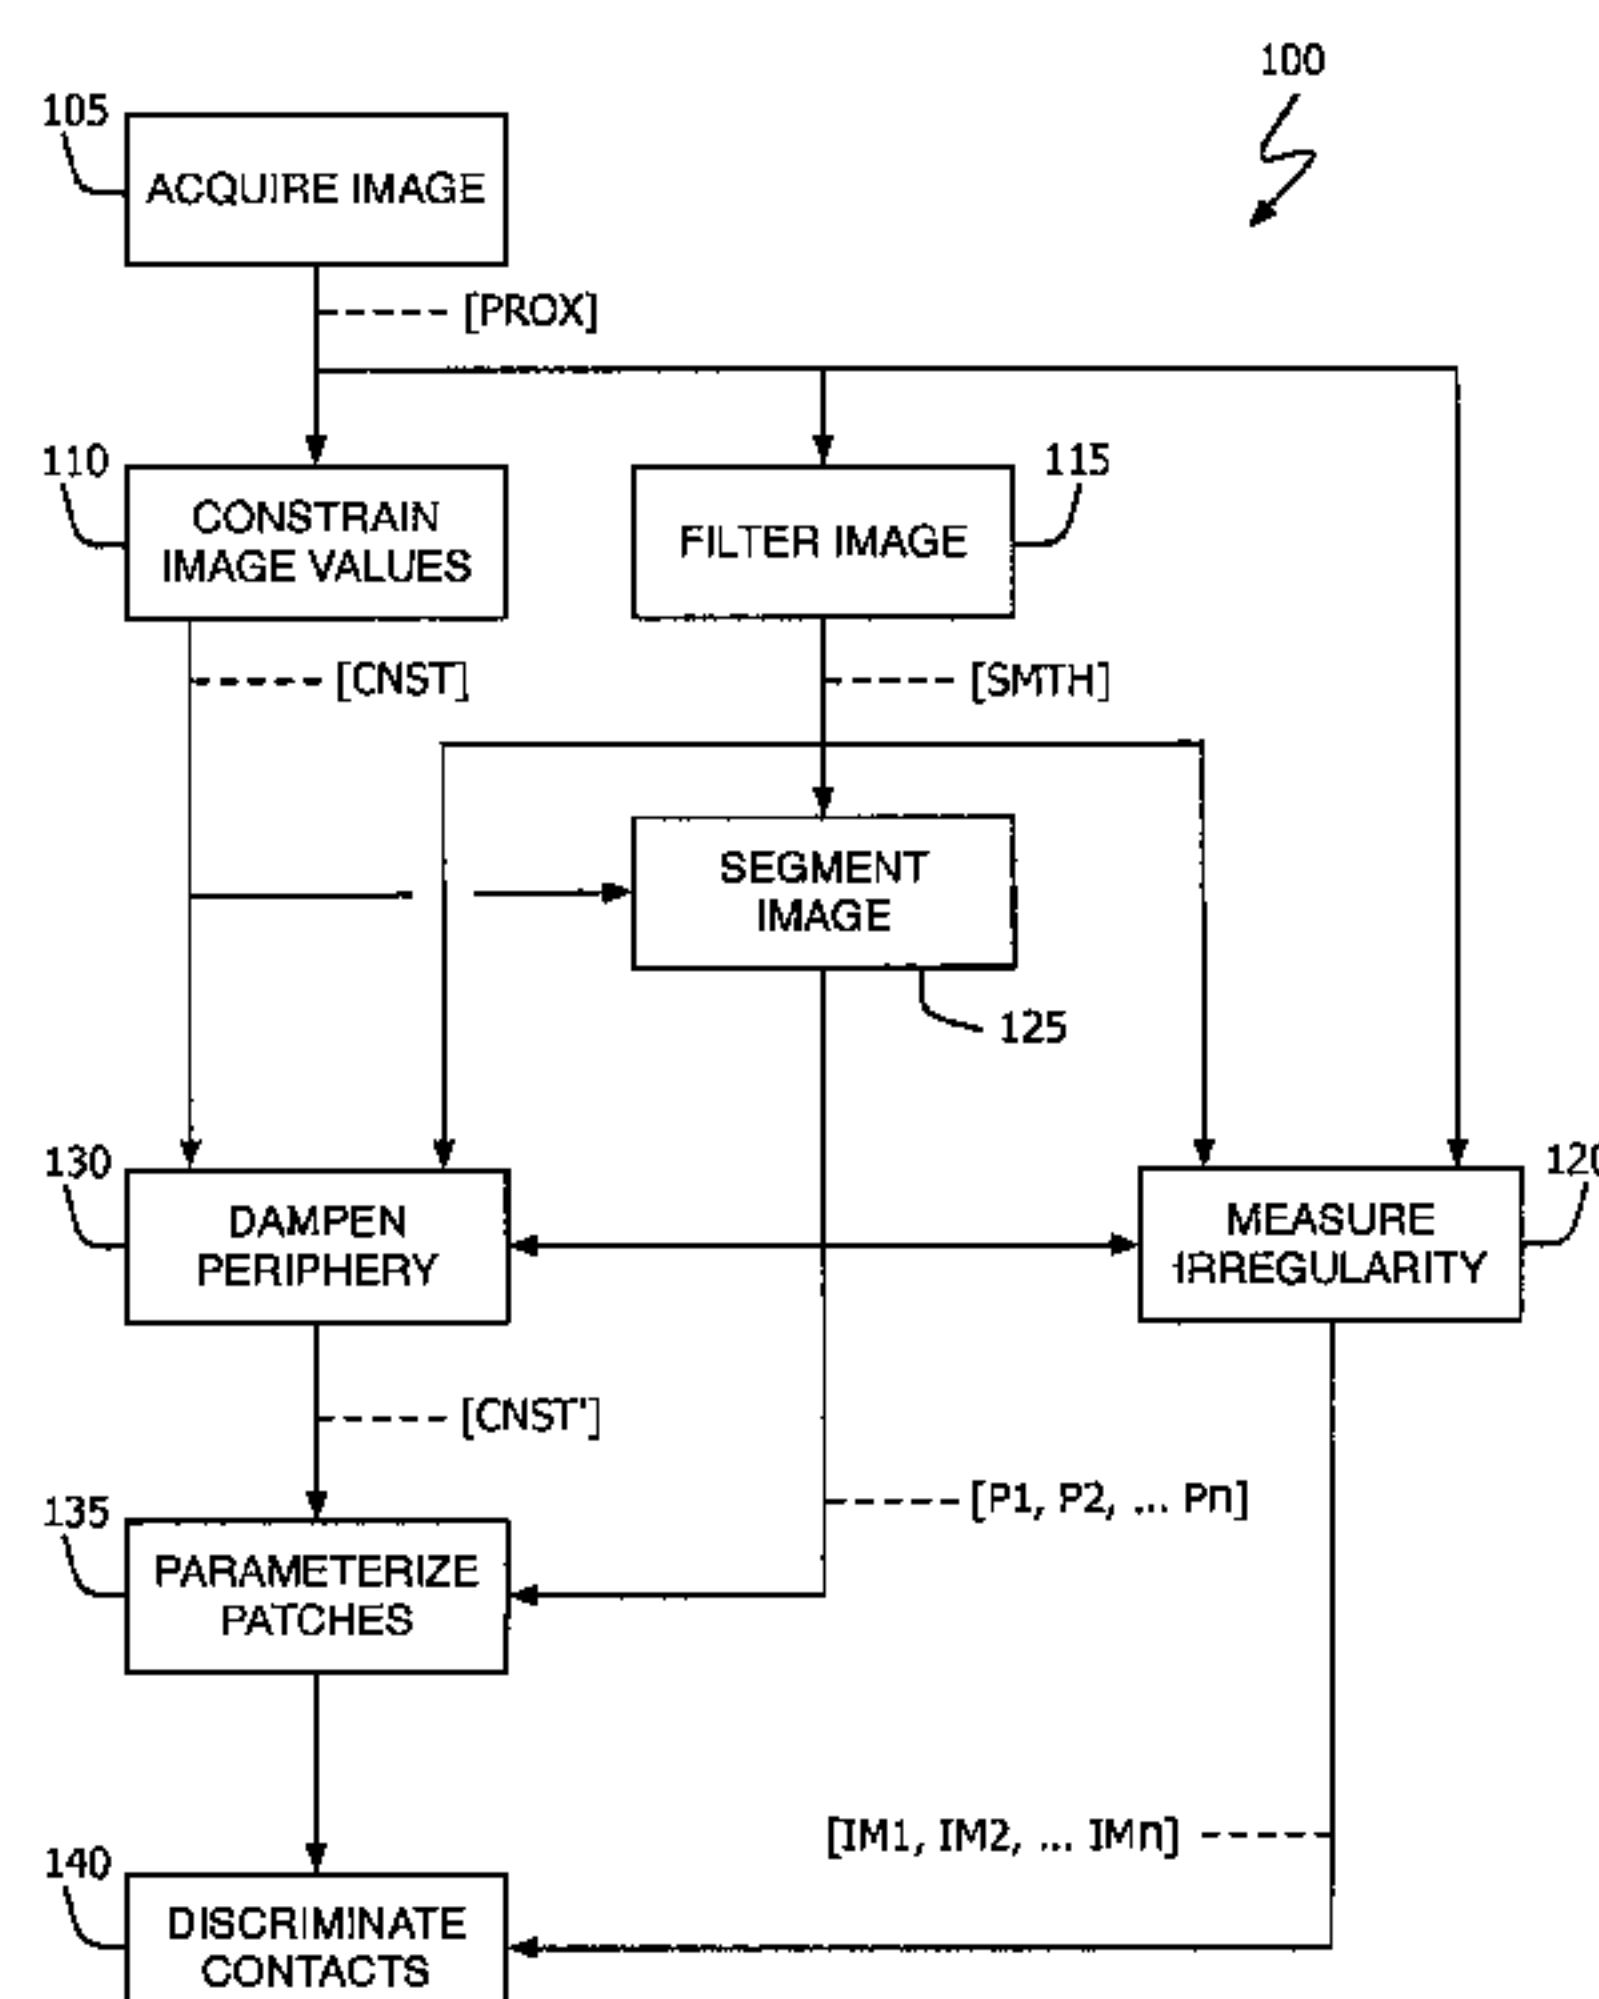 100
105
ACQUIRE IMAGE
[PROX]
110
CONSTRAIN
IMAGE VALUES
FILTER IMAGE
115
[CNST]
[SMTH]
SEGMENT
IMAGE
125
130
DAMPEN
PERIPHERY
MEASURE
IRREGULARITY
120
[CNST']
[P1, P2, ... Pn]
135
PARAMETERIZE
PATCHES
[IM1, IM2, ... IMn]
140
DISCRIMINATE
CONTACTS